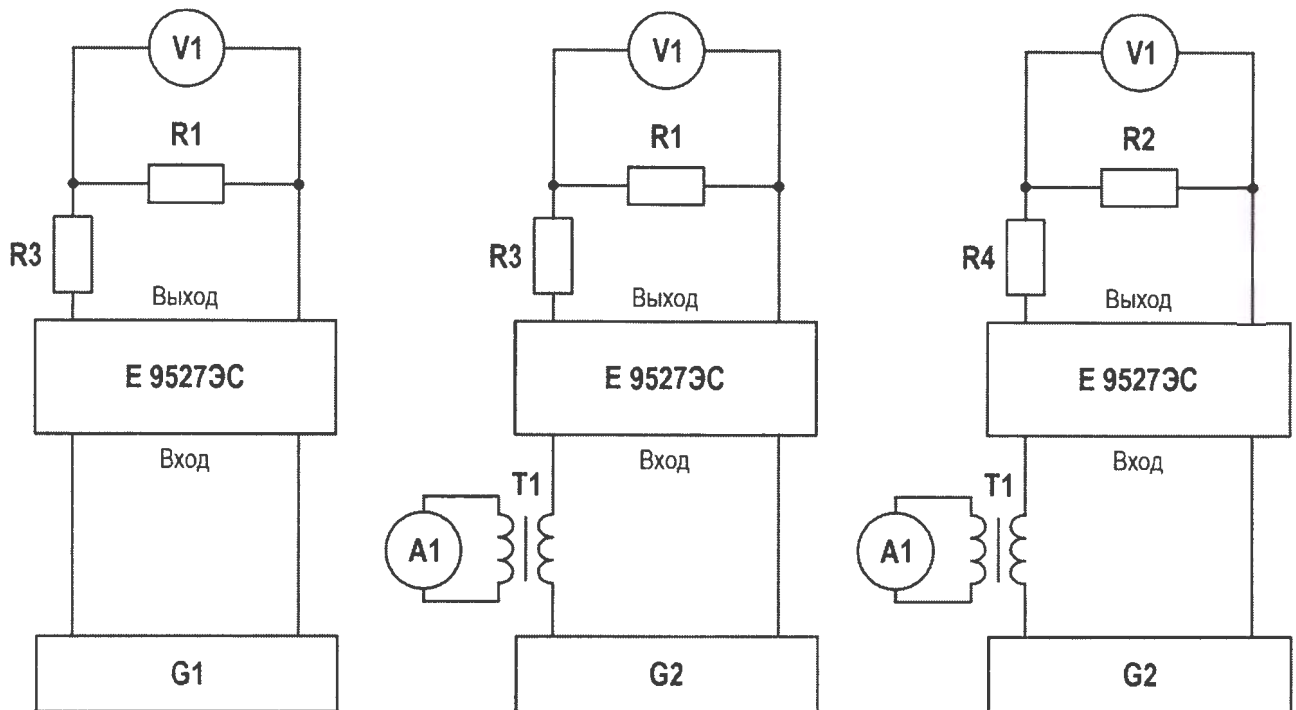 V1
R1
R3
Выход
Е 9527ЭС
Вход
G1
V1
R1
R3
Выход
Е 9527ЭС
Вход
T1
A1
G2
V1
R2
R4
Выход
Е 9527ЭС
Вход
T1
A1
G2